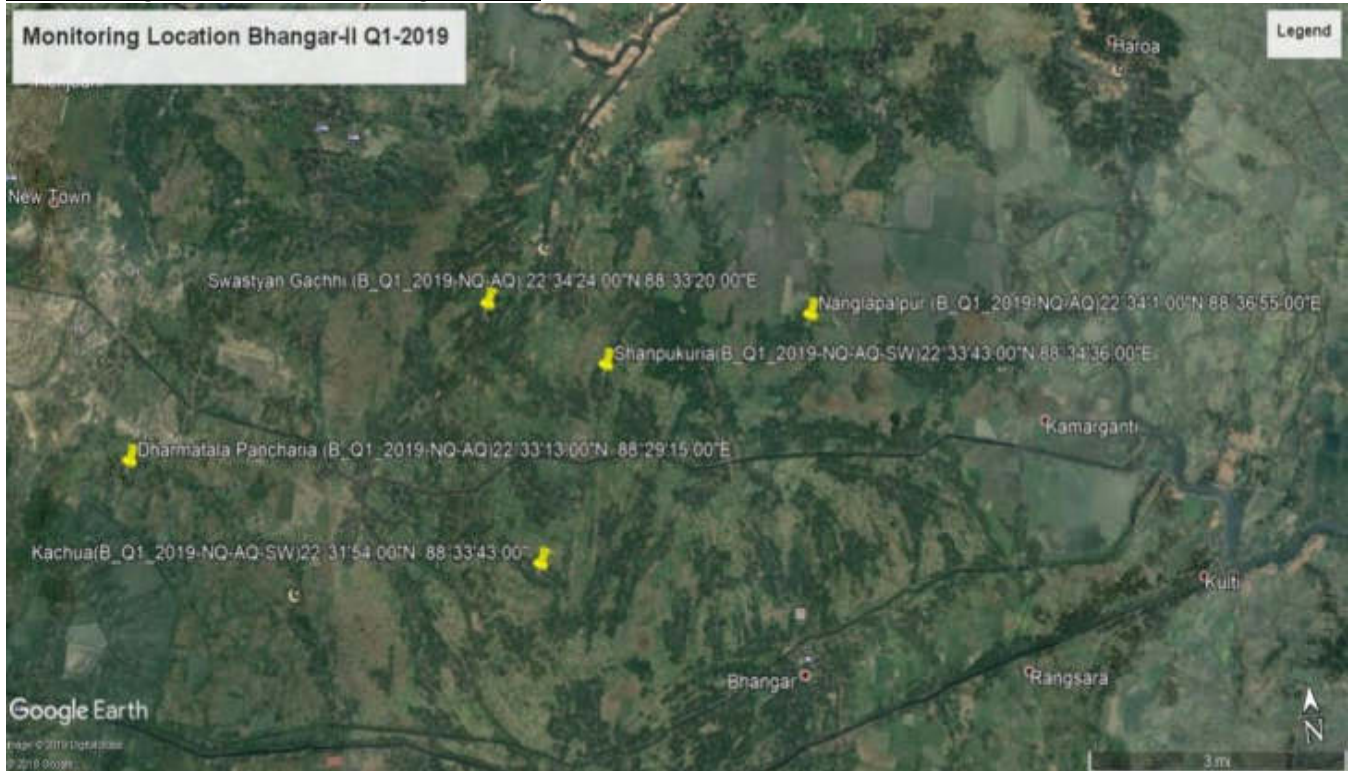 Monitoring Location Bhangar-II Q1-2019
Legend
Haroa
New Town
Swastyan Gachhi (B_Q1_2019-NQ-AQ) 22°34'24.00"N 88°33'20.00"E
Nanglapalpur (B_Q1_2019-NQ-AQ)22°34'1.00"N 88°36'55.00"E
Shanpukuria(B_Q1_2019-NQ-AQ-SW)22°33'43.00"N 88°34'36.00"E
Kamarganti
Dharmatala Pancharia (B_Q1_2019-NQ-AQ)22°33'13.00"N 88°29'15.00"E
Kachua(B_Q1_2019-NQ-AQ-SW)22°31'54.00"N 88°33'43.00"
Kulti
Bhangar
Rangsara
Google Earth
N
© 2018 Google
3 mi